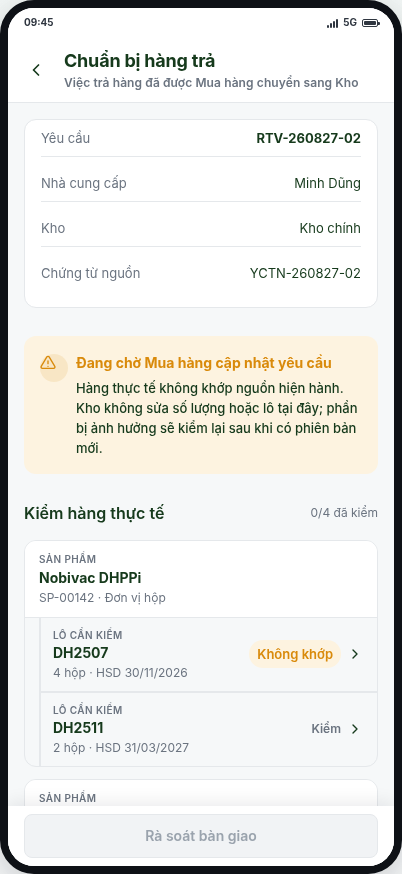 09:45
5G
Chuẩn bị hàng trả
Việc trả hàng đã được Mua hàng chuyển sang Kho
Yêu cầu RTV-260827-02
Nhà cung cấp Minh Dũng
Kho Kho chính
Chứng từ nguồn YCTN-260827-02
Đang chờ Mua hàng cập nhật yêu cầu
Hàng thực tế không khớp nguồn hiện hành.
Kho không sửa số lượng hoặc lô tại đây; phần
bị ảnh hưởng sẽ kiểm lại sau khi có phiên bản
mới.
Kiểm hàng thực tế 0/4 đã kiểm
SẢN PHẨM
Nobivac DHPPi
SP-00142 · Đơn vị hộp
LÔ CẦN KIỂM
DH2507
4 hộp · HSD 30/11/2026
Không khớp
LÔ CẦN KIỂM
DH2511
2 hộp · HSD 31/03/2027
Kiểm
SẢN PHẨM
Rà soát bàn giao